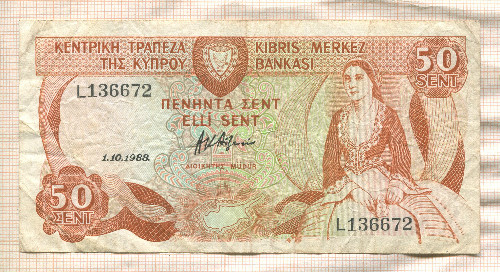 ΚΕΝΤΡΙΚΗ ΤΡΑΠΕΖΑ
ΤΗΣ ΚΥΠΡΟΥ
KIBRIS MERKEZ
BANKASI
50
SENT
L136672
ΠΕΝΗΝΤΑ ΣΕΝΤ
ELLİ SENT
1.10.1988
ΔΙΟΙΚΗΤΗΣ MÜDÜR
50
ΣΕΝΤ
L136672